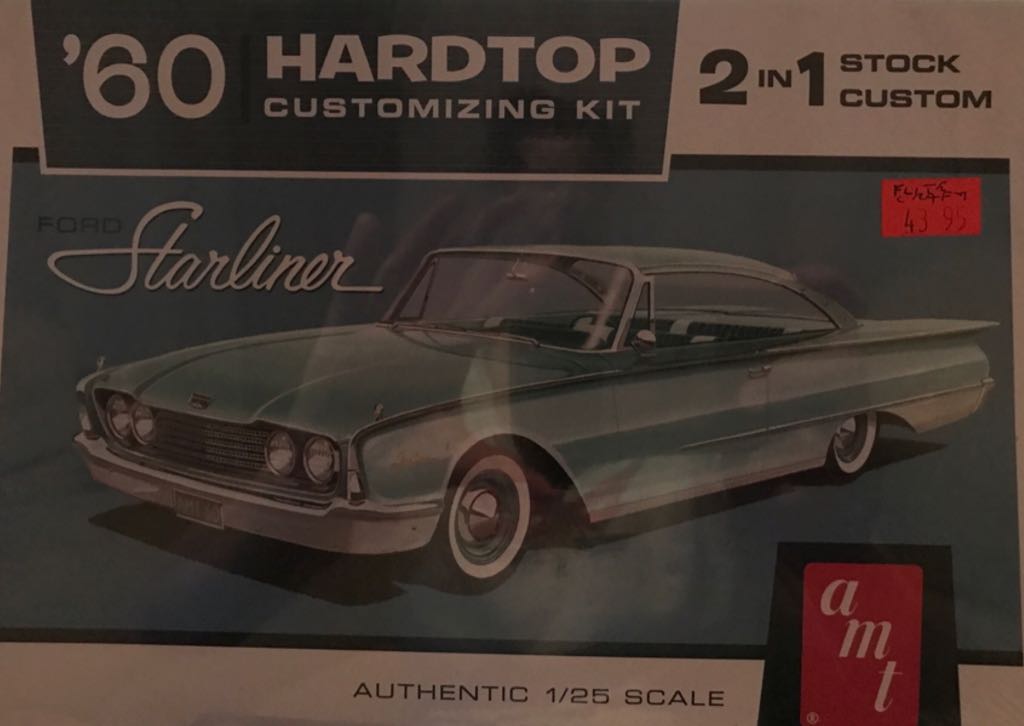 '60
HARDTOP
CUSTOMIZING KIT
2 IN 1
STOCK
CUSTOM
FORD
Starliner
43 95
amt
®
AUTHENTIC 1/25 SCALE